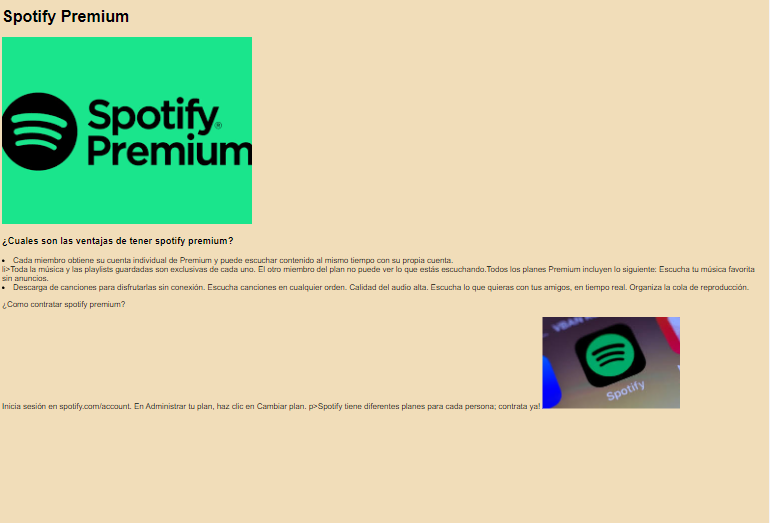 Spotify Premium
Spotify®
Premium
¿Cuales son las ventajas de tener spotify premium?
• Cada miembro obtiene su cuenta individual de Premium y puede escuchar contenido al mismo tiempo con su propia cuenta.
li>Toda la música y las playlists guardadas son exclusivas de cada uno. El otro miembro del plan no puede ver lo que estás escuchando.Todos los planes Premium incluyen lo siguiente: Escucha tu música favorita
sin anuncios.
• Descarga de canciones para disfrutarlas sin conexión. Escucha canciones en cualquier orden. Calidad del audio alta. Escucha lo que quieras con tus amigos, en tiempo real. Organiza la cola de reproducción.
¿Como contratar spotify premium?
VBAN
Spotify
Inicia sesión en spotify.com/account. En Administrar tu plan, haz clic en Cambiar plan. p>Spotify tiene diferentes planes para cada persona; contrata ya!